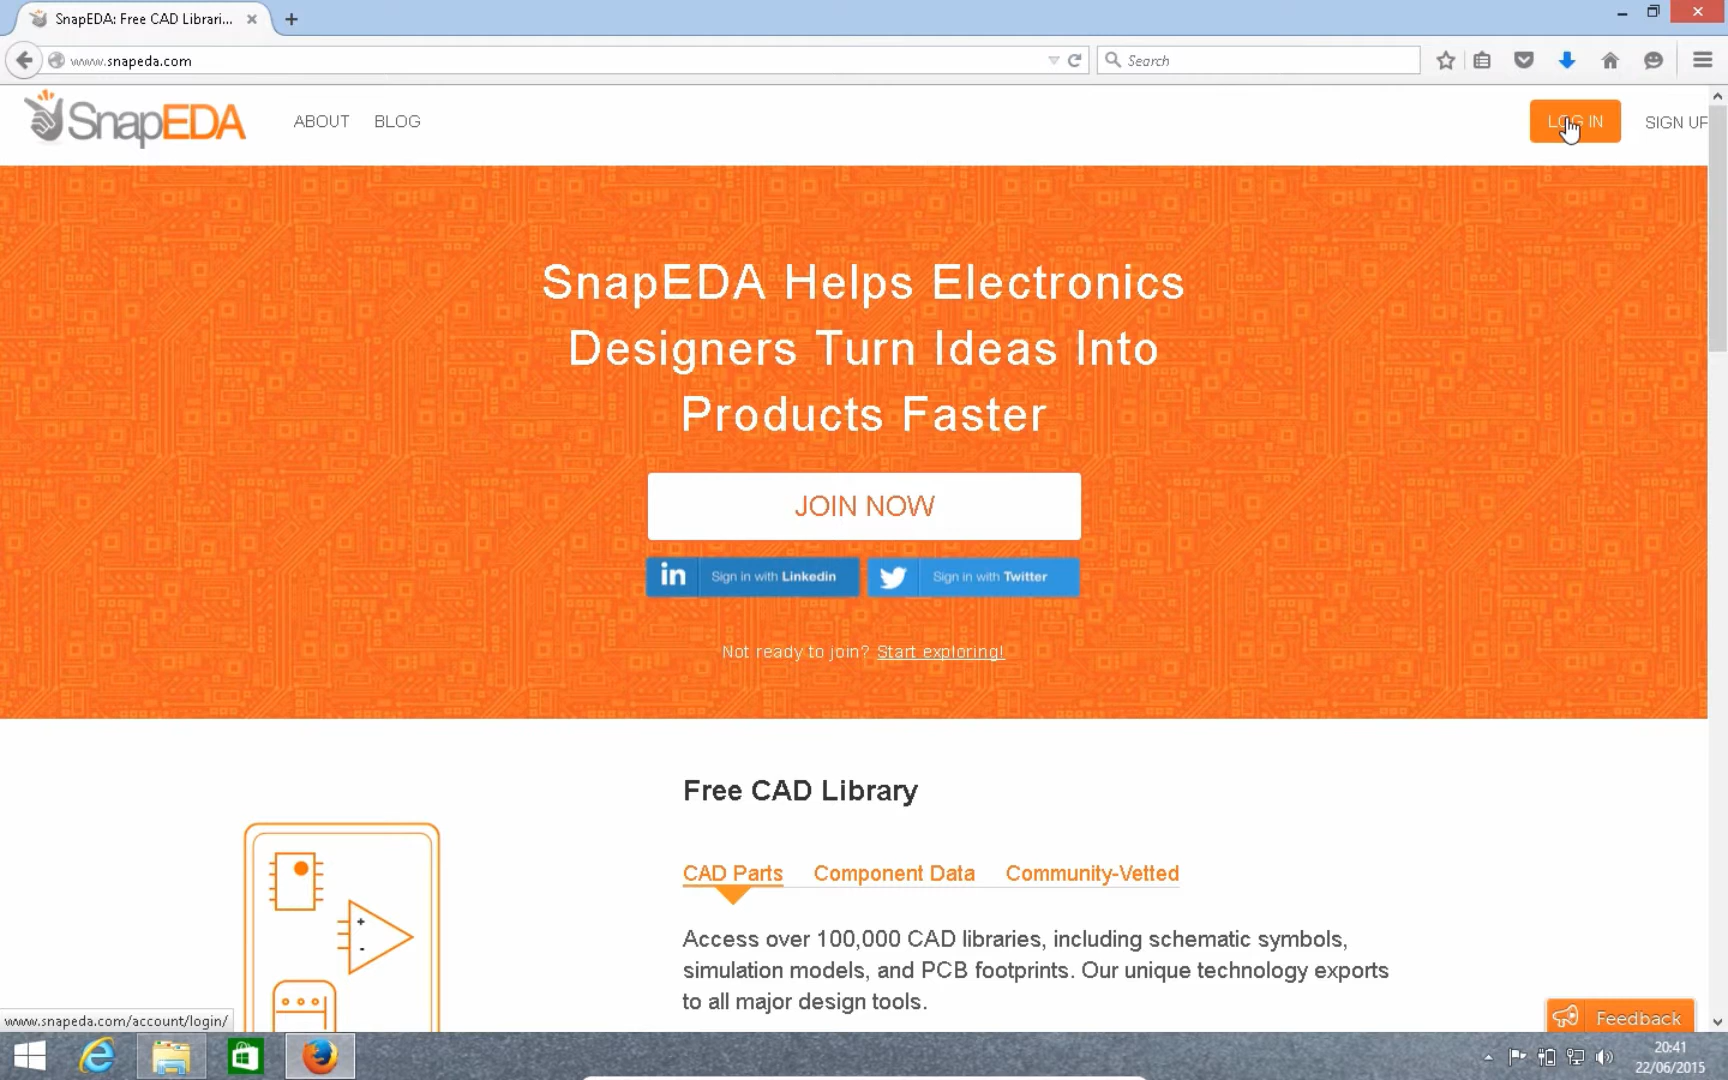 SnapEDA: Free CAD Librari...
www.snapeda.com
Search
SnapEDA
ABOUT
BLOG
LOG IN
SIGN UP
SnapEDA Helps Electronics
Designers Turn Ideas Into
Products Faster
JOIN NOW
in Sign in with Linkedin
Sign in with Twitter
Not ready to join? Start exploring!
Free CAD Library
CAD Parts
Component Data
Community-Vetted
Access over 100,000 CAD libraries, including schematic symbols,
simulation models, and PCB footprints. Our unique technology exports
to all major design tools.
www.snapeda.com/account/login/
Feedback
20:41
22/06/2015